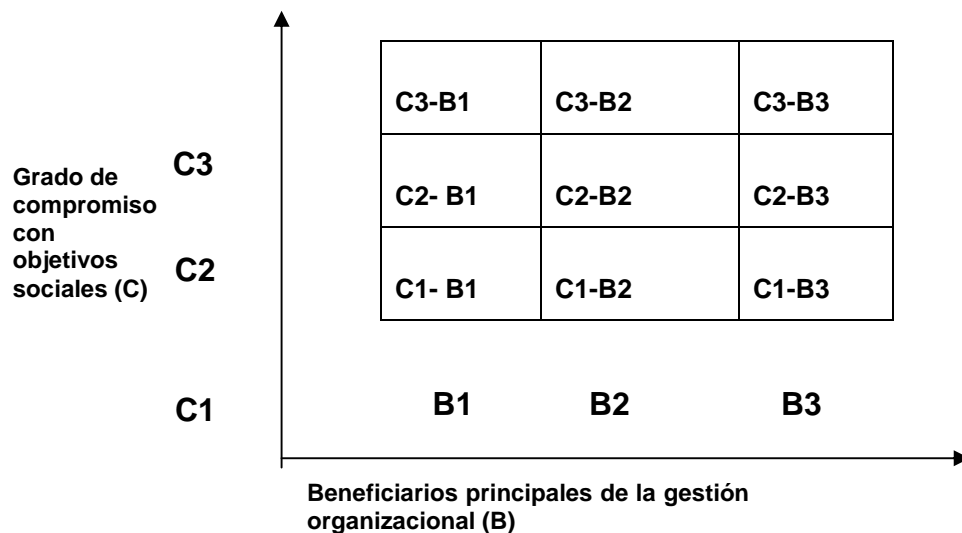 C3-B1 C3-B2 C3-B3
C3
Grado de
compromiso
con
objetivos
sociales (C)
C2- B1 C2-B2 C2-B3
C2
C1- B1 C1-B2 C1-B3
C1
B1 B2 B3
Beneficiarios principales de la gestión
organizacional (B)